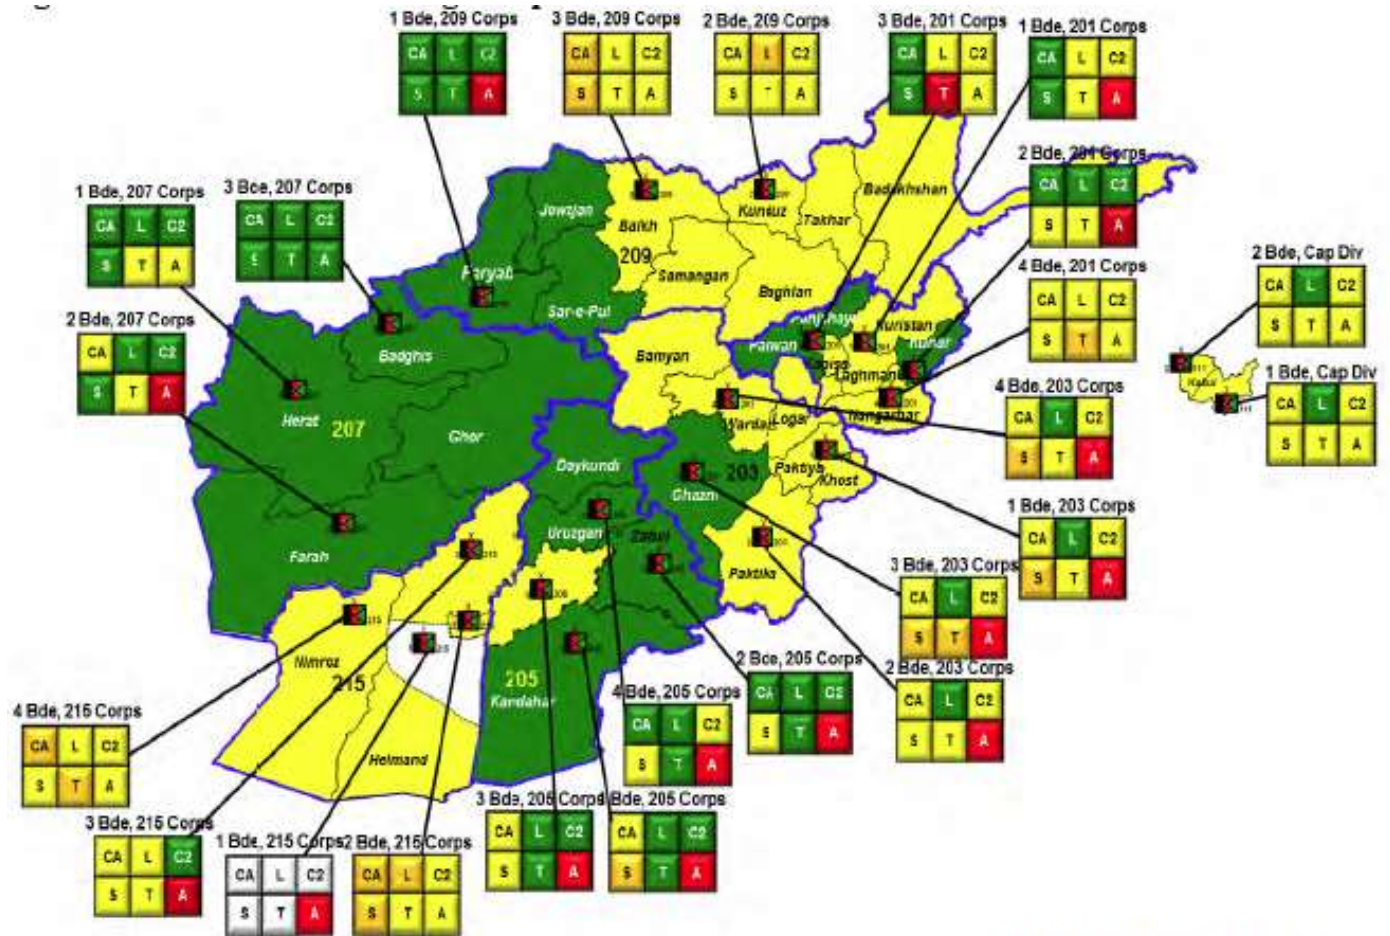 1 Bde, 209 Corps
CA L C2
S T A
3 Bde, 209 Corps
CA L C2
S T A
2 Bde, 209 Corps
CA L C2
S T A
3 Bde, 201 Corps
CA L C2
S T A
1 Bde, 201 Corps
CA L C2
S T A
2 Bde, 201 Corps
CA L C2
S T A
1 Bde, 207 Corps
CA L C2
S T A
3 Bce, 207 Corps
CA L C2
S T A
2 Bde, 207 Corps
CA L C2
S T A
4 Bde, 201 Corps
CA L C2
S T A
2 Bde, Cap Div
CA L C2
S T A
1 Bde, Cap Div
CA L C2
S T A
4 Bde, 203 Corps
CA L C2
S T A
1 Bde, 203 Corps
CA L C2
S T A
3 Bde, 203 Corps
CA L C2
S T A
2 Bde, 203 Corps
CA L C2
S T A
2 Bce, 205 Corps
CA L C2
S T A
4 Bde, 205 Corps
CA L C2
S T A
3 Bde, 205 Corps
CA L C2
S T A
Bde, 205 Corps
CA L C2
S T A
4 Bde, 215 Corps
CA L C2
S T A
3 Bde, 215 Corps
CA L C2
S T A
1 Bde, 215 Corps
CA L C2
S T A
2 Bde, 215 Corps
CA L C2
S T A
Jowzjan
Balkh
Kunduz
Takhar
Badakhshan
Faryab
209
Samangan
Baghlan
Sar-e-Pul
Badghis
Bamyan
Parwan
Nuristan
Kunar
Laghman
Herat
207
Ghor
Wardak
Logar
Nangarhar
Kabul
Daykundi
203
Ghazni
Paktiya
Khost
Farah
Uruzgan
Zabul
Paktika
Nimroz
215
205
Kandahar
Helmand